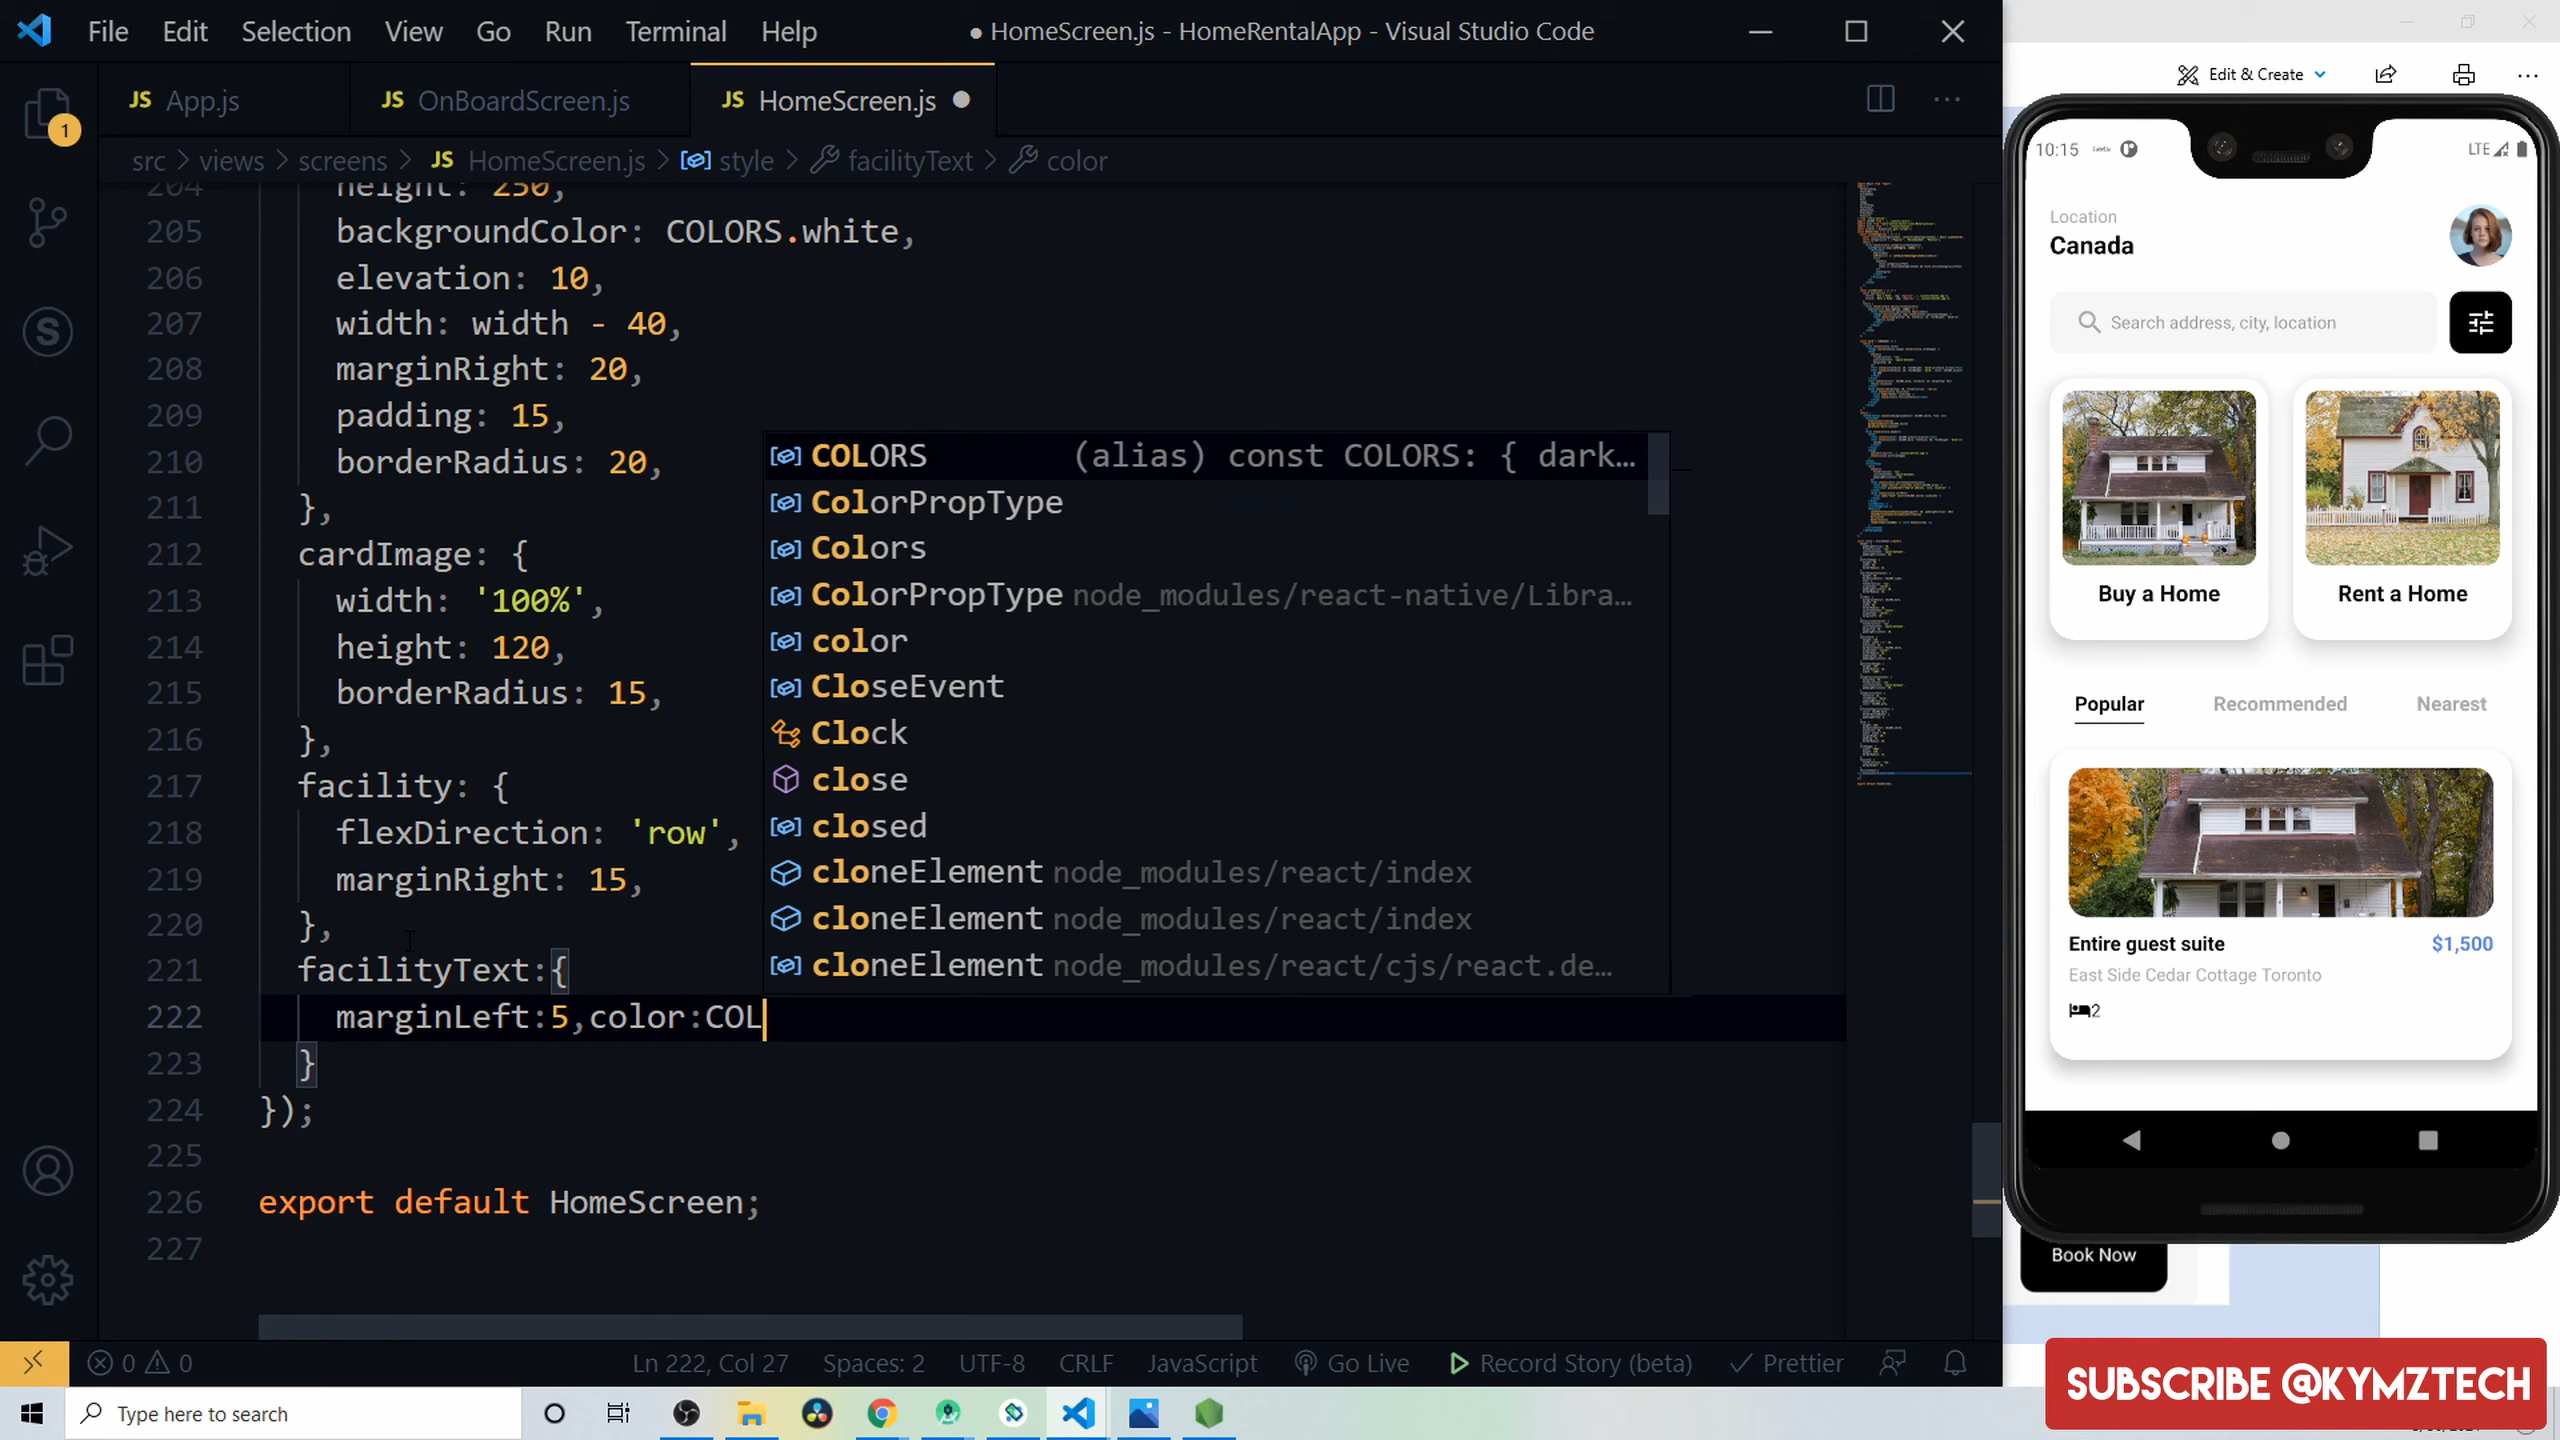 File Edit Selection View Go Run Terminal Help
● HomeScreen.js - HomeRentalApp - Visual Studio Code
JS App.js
JS OnBoardScreen.js
JS HomeScreen.js
1
src > views > screens > JS HomeScreen.js > style > facilityText > color
204 height: 250,
205 backgroundColor: COLORS.white,
206 elevation: 10,
207 width: width - 40,
208 marginRight: 20,
209 padding: 15,
210 borderRadius: 20,
211 },
212 cardImage: {
213 width: '100%',
214 height: 120,
215 borderRadius: 15,
216 },
217 facility: {
218 flexDirection: 'row',
219 marginRight: 15,
220 },
221 facilityText:{
222 marginLeft:5,color:COL
223 }
224 });
225
226 export default HomeScreen;
227
COLORS (alias) const COLORS: { dark…
ColorPropType
Colors
ColorPropType node_modules/react-native/Libra…
color
CloseEvent
Clock
close
closed
cloneElement node_modules/react/index
cloneElement node_modules/react/index
cloneElement node_modules/react/cjs/react.de…
0 0
Ln 222, Col 27 Spaces: 2 UTF-8 CRLF JavaScript Go Live Record Story (beta) Prettier
Type here to search
Edit & Create
10:15
LTE
Location
Canada
Search address, city, location
Buy a Home
Rent a Home
Popular Recommended Nearest
Entire guest suite $1,500
East Side Cedar Cottage Toronto
2
Book Now
SUBSCRIBE @KYMZTECH